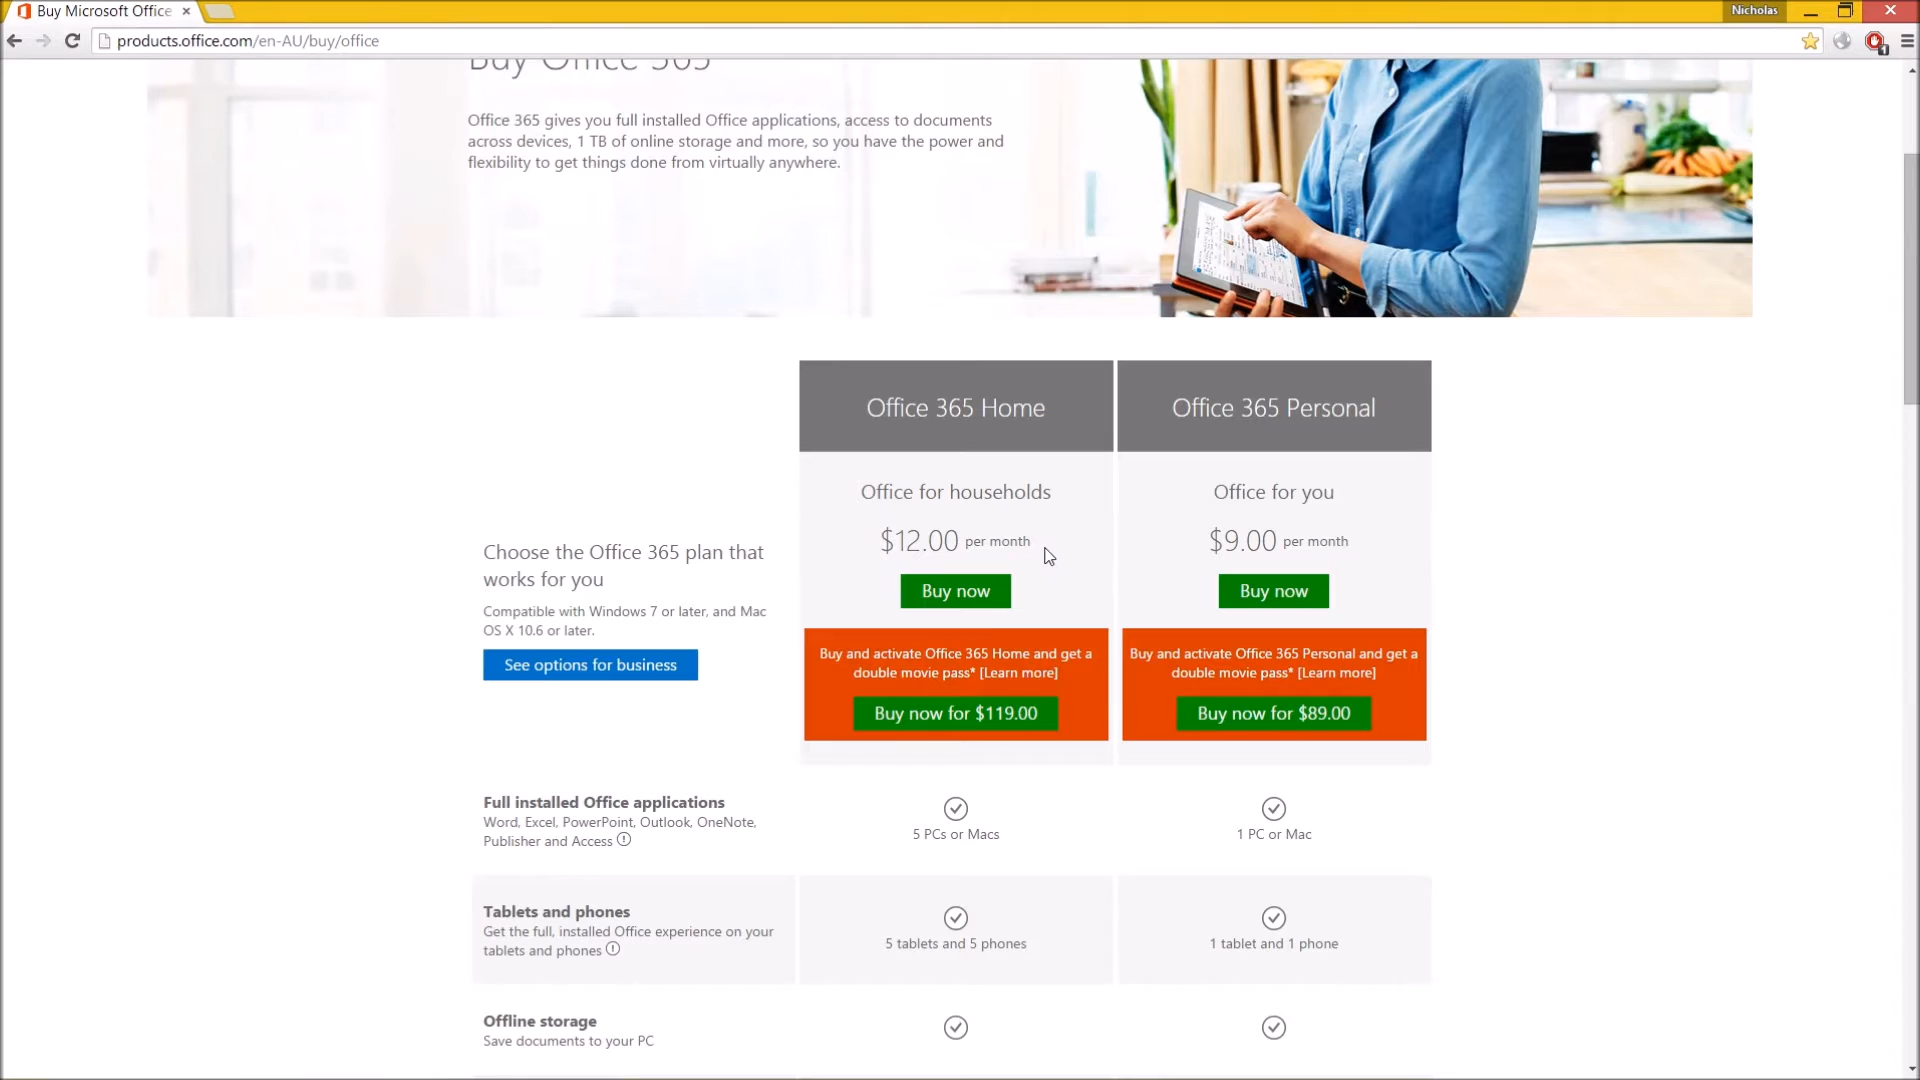 Buy Microsoft Office
Nicholas
products.office.com/en-AU/buy/office
Buy Office 365
Office 365 gives you full installed Office applications, access to documents
across devices, 1 TB of online storage and more, so you have the power and
flexibility to get things done from virtually anywhere.
Office 365 Home
Office 365 Personal
Office for households
Office for you
$12.00 per month
$9.00 per month
Choose the Office 365 plan that
works for you
Buy now
Buy now
Compatible with Windows 7 or later, and Mac
OS X 10.6 or later.
See options for business
Buy and activate Office 365 Home and get a
double movie pass* [Learn more]
Buy now for $119.00
Buy and activate Office 365 Personal and get a
double movie pass* [Learn more]
Buy now for $89.00
Full installed Office applications
Word, Excel, PowerPoint, Outlook, OneNote,
Publisher and Access
5 PCs or Macs
1 PC or Mac
Tablets and phones
Get the full, installed Office experience on your
tablets and phones
5 tablets and 5 phones
1 tablet and 1 phone
Offline storage
Save documents to your PC